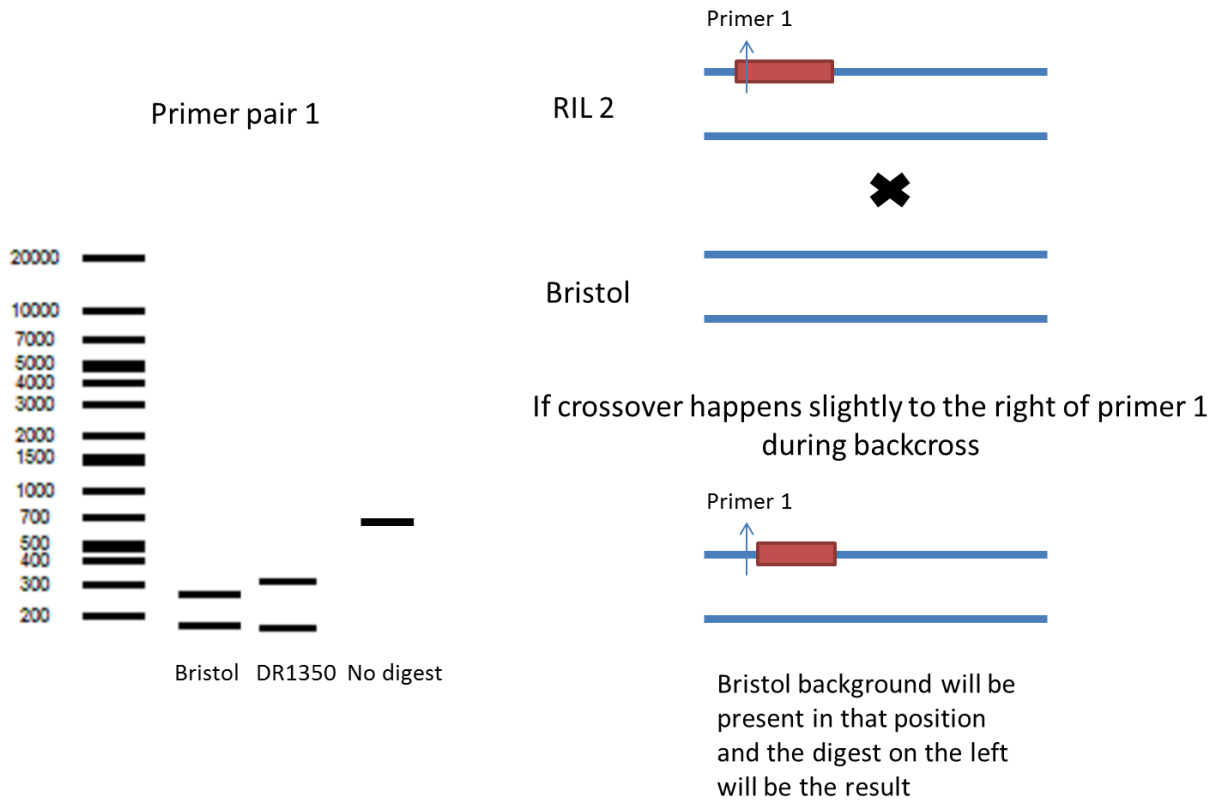 Primer pair 1
20000
10000
7000
5000
4000
3000
2000
1500
1000
700
500
400
300
200
Bristol
DR1350
No digest
Primer 1
RIL 2
Bristol
If crossover happens slightly to the right of primer 1
during backcross
Primer 1
Bristol background will be
present in that position
and the digest on the left
will be the result